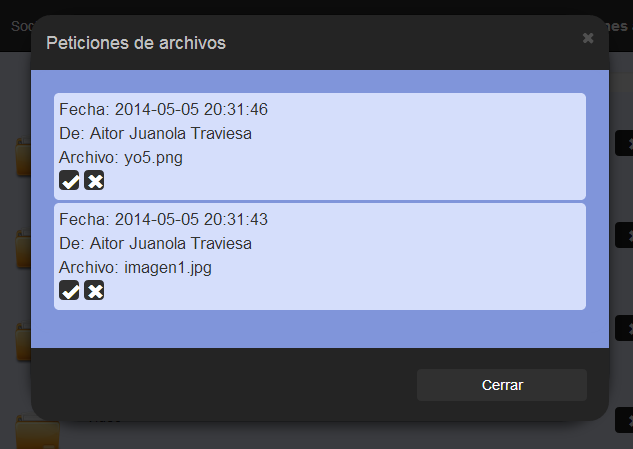 Peticiones de archivos
Fecha: 2014-05-05 20:31:46
De: Aitor Juanola Traviesa
Archivo: yo5.png
Fecha: 2014-05-05 20:31:43
De: Aitor Juanola Traviesa
Archivo: imagen1.jpg
Cerrar